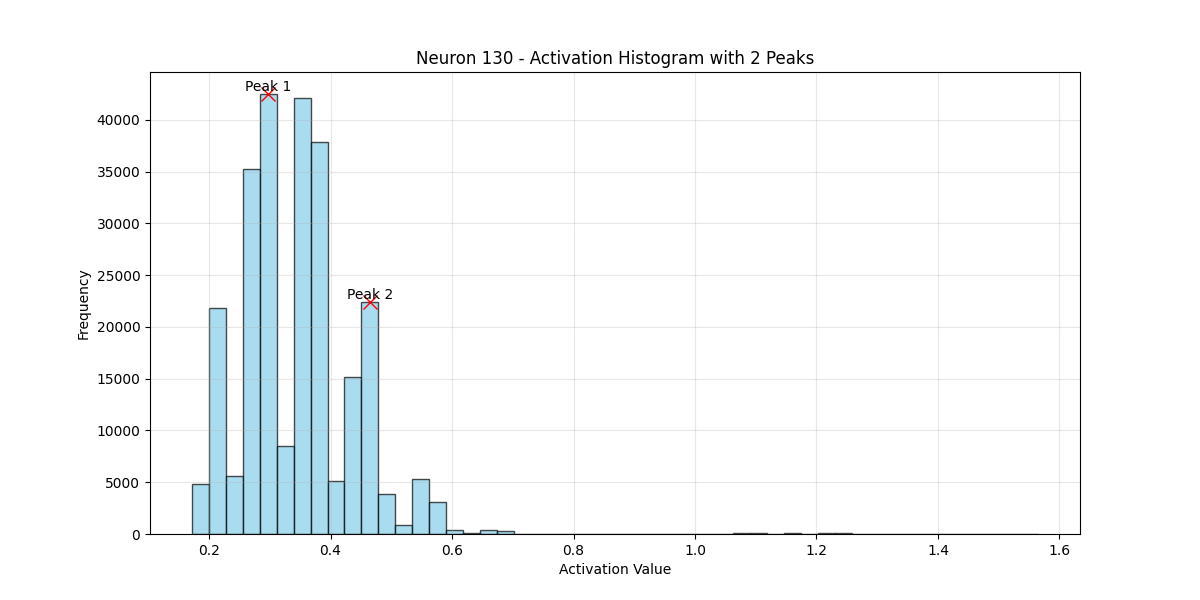 Neuron 130 - Activation Histogram with 2 Peaks
Peak 1
Peak 2
40000
35000
30000
25000
20000
15000
10000
5000
0
Frequency
0.2 0.4 0.6 0.8 1.0 1.2 1.4 1.6
Activation Value